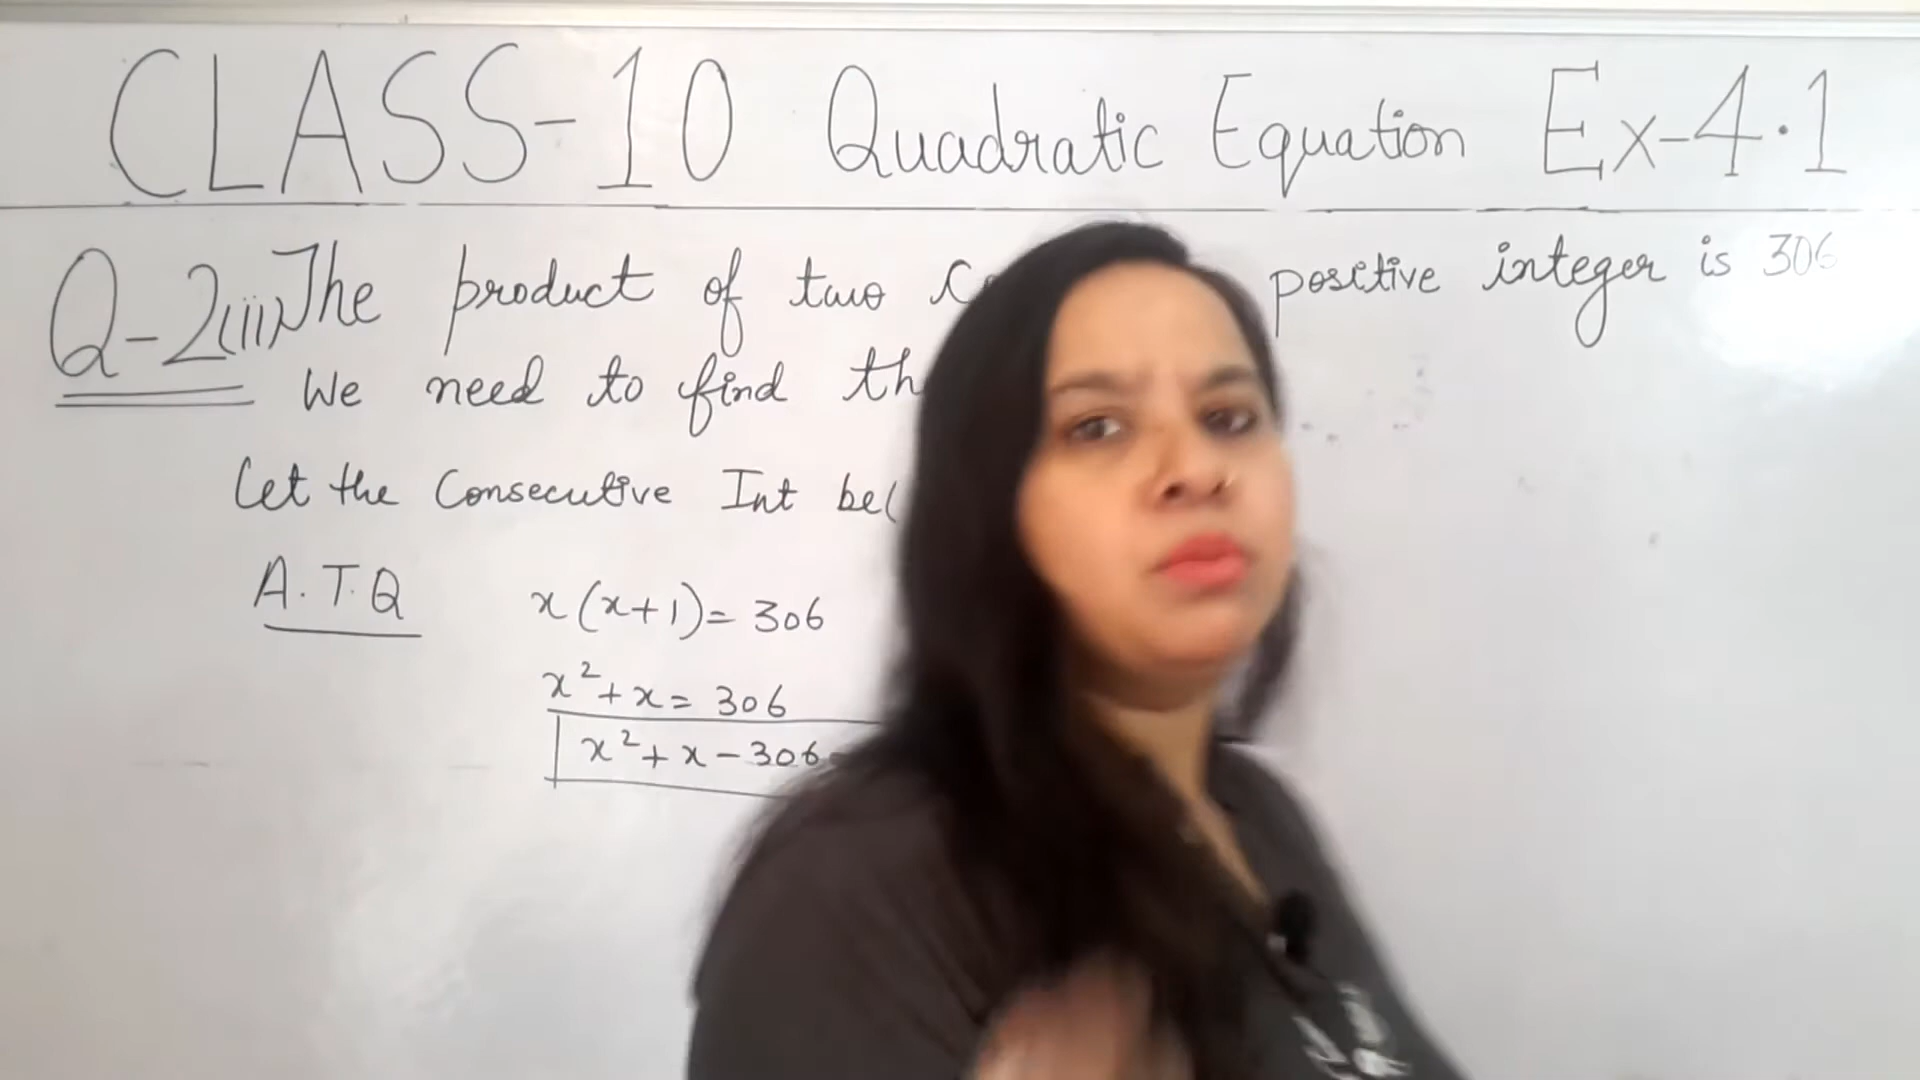 CLASS-10 Quadratic Equation Ex-4.1
Q-2(ii) The product of two positive integer is 306
We need to find
Let the Consecutive Int be(
A.T.Q x(x+1)= 306
x²+x= 306
x²+x-306